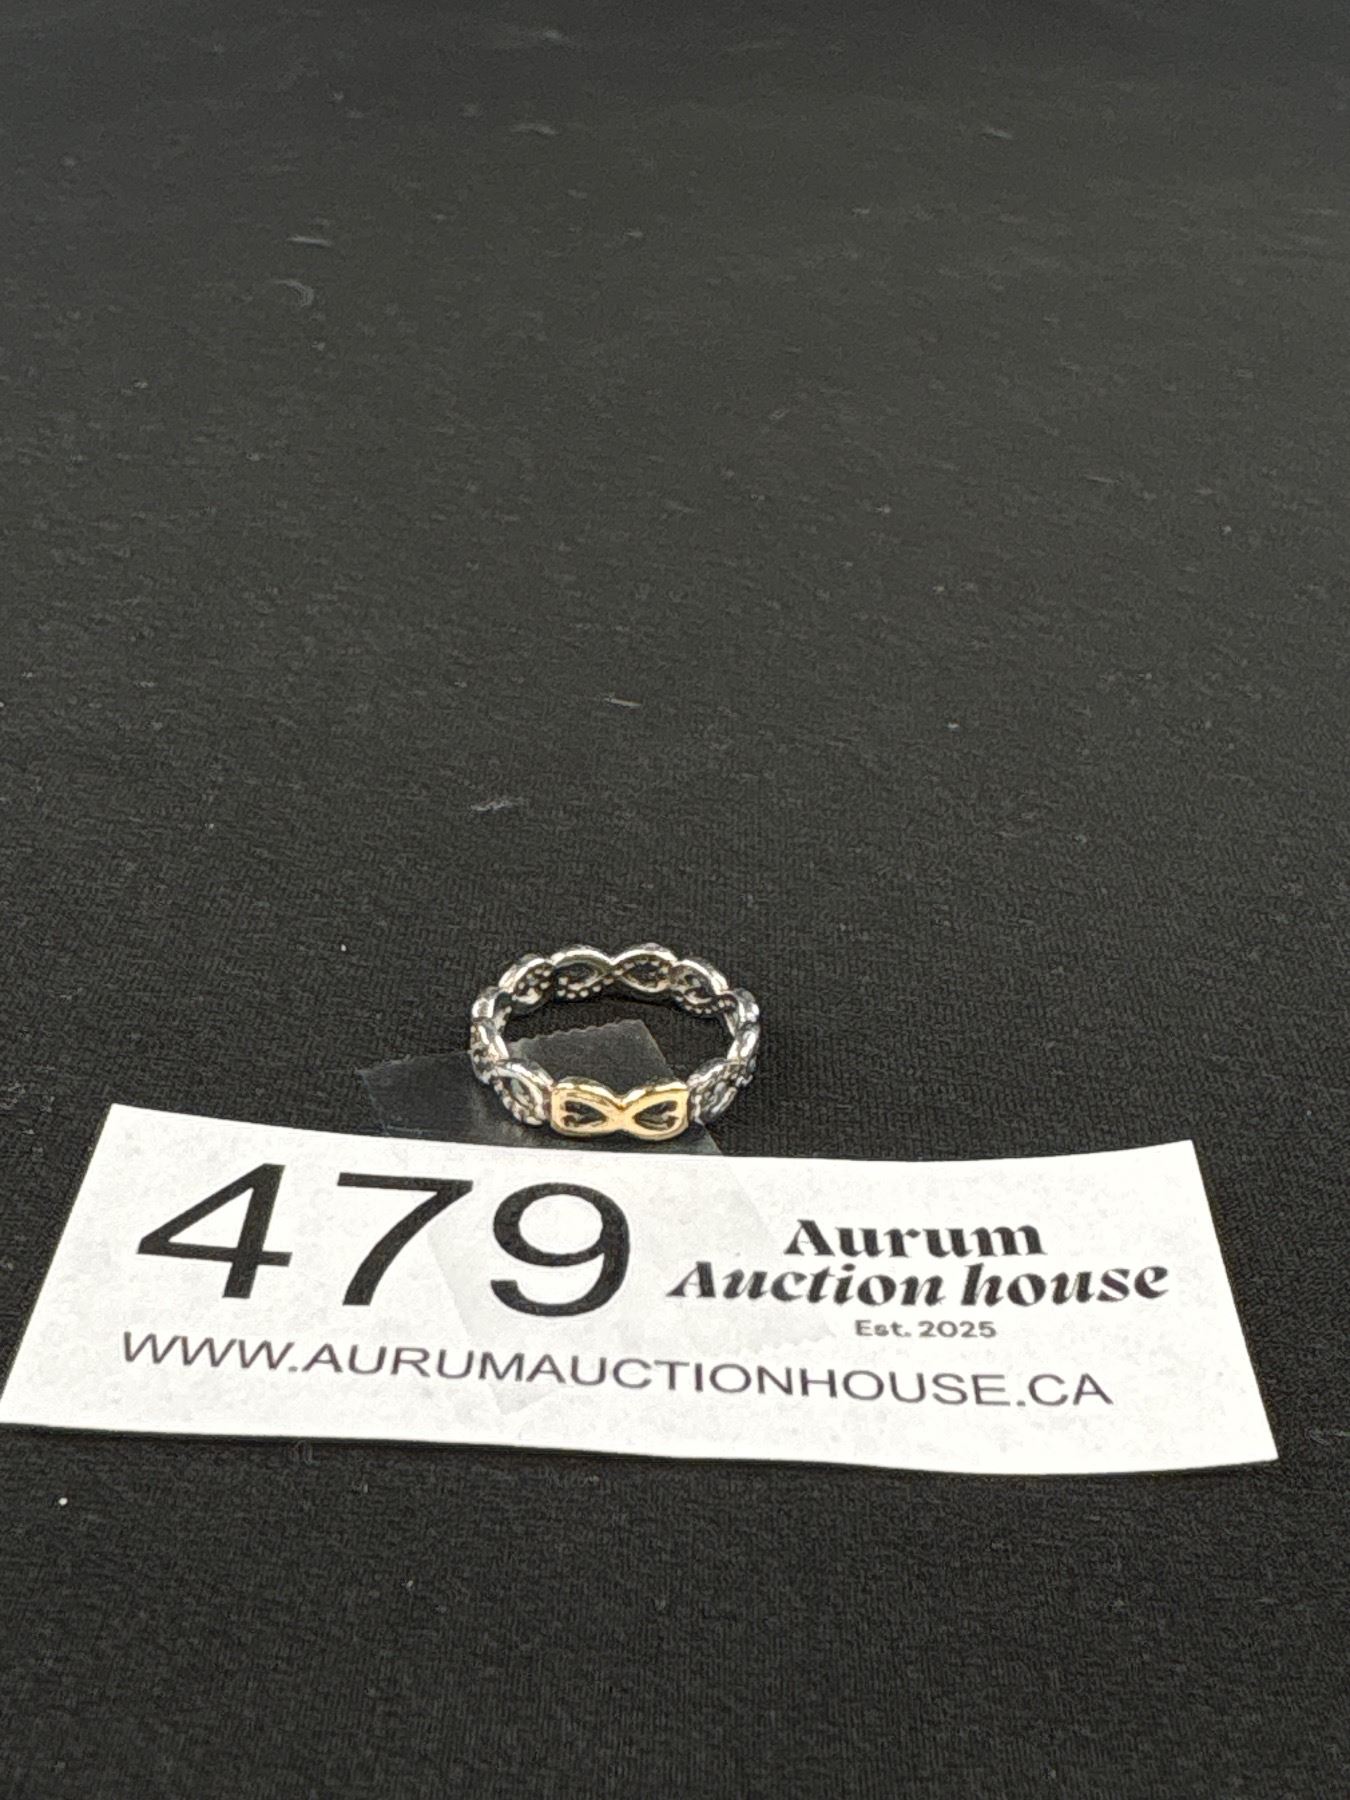 479
Aurum
Auction house
Est. 2025
WWW.AURUMAUCTIONHOUSE.CA